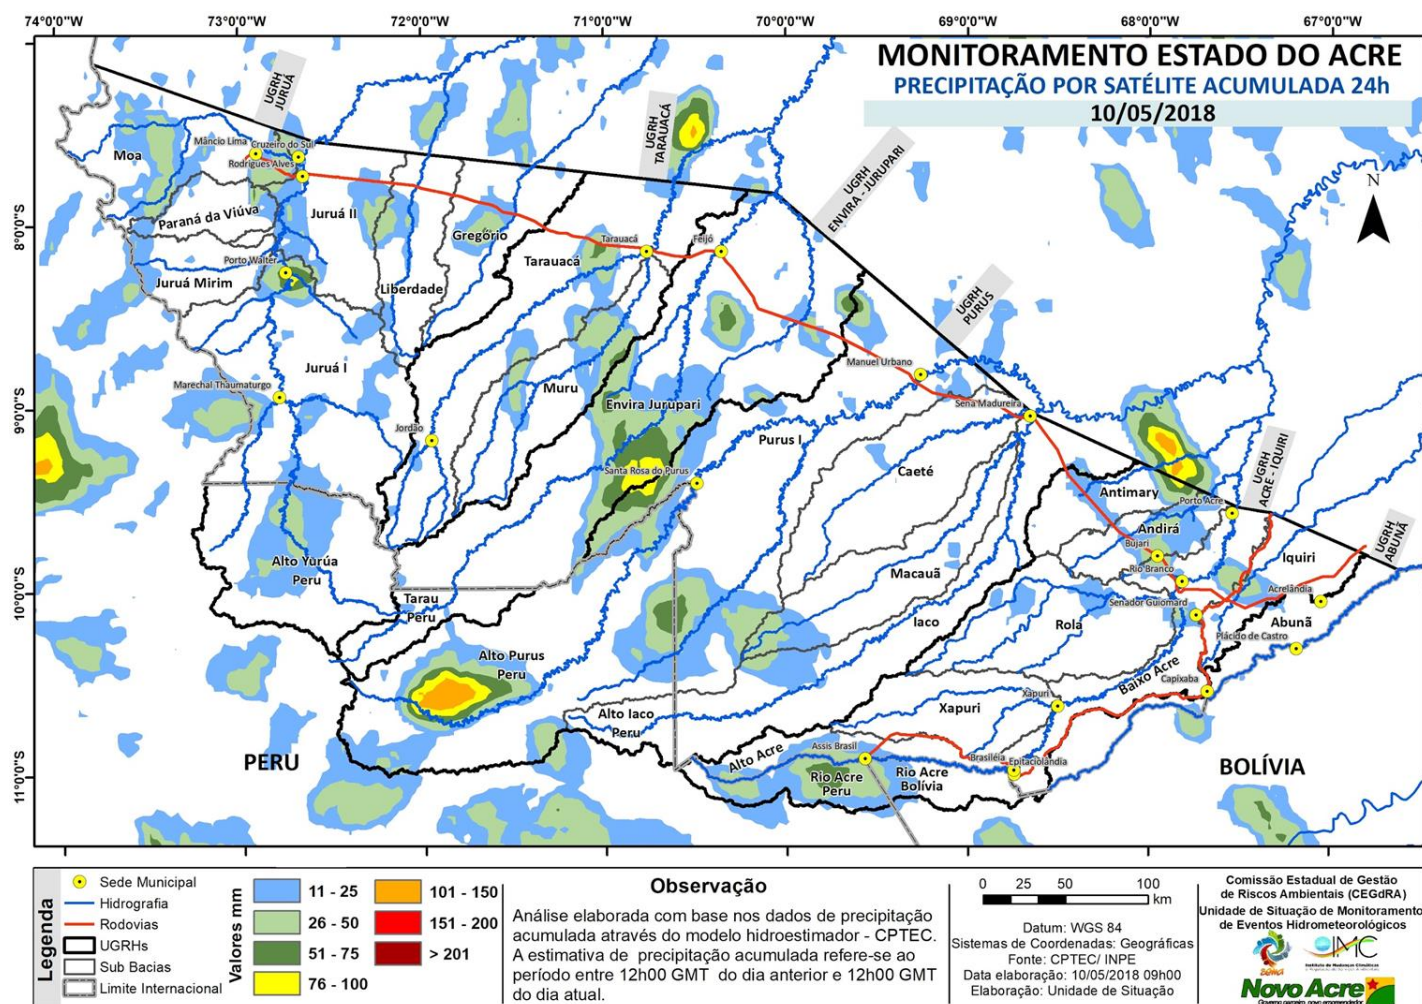 74°0'0"W
73°0'0"W
72°0'0"W
71°0'0"W
70°0'0"W
69°0'0"W
68°0'0"W
67°0'0"W
MONITORAMENTO ESTADO DO ACRE
PRECIPITAÇÃO POR SATÉLITE ACUMULADA 24h
10/05/2018
UGRH
JURUÁ
UGRH
TARAUACÁ
UGRH
ENVIRA - JURUPARI
UGRH
PURUS
UGRH
ACRE - IQUIRI
UGRH
ABUNÃ
N
8°0'0"S
9°0'0"S
10°0'0"S
11°0'0"S
Mâncio Lima
Cruzeiro do Sul
Moa
Rodrigues Alves
Paraná da Viúva
Juruá II
Gregório
Tarauacá
Feijó
Porto Walter
Tarauacá
Juruá Mirim
Liberdade
Manuel Urbano
Juruá I
Marechal Thaumaturgo
Muru
Envira Jurupari
Sena Madureira
Jordão
Purus I
Santa Rosa do Purus
Caeté
Antimary
Porto Acre
Andirá
Bujari
Iquiri
Alto Yúrúa
Peru
Macauã
Rio Branco
Acrelândia
Tarau
Peru
Senador Guiomard
Iaco
Rola
Abunã
Plácido de Castro
Alto Purus
Peru
Baixo Acre
Capixaba
Xapuri
Xapuri
Alto Iaco
Peru
PERU
Alto Acre
Assis Brasil
Brasiléia
Epitaciolândia
Rio Acre
Peru
Rio Acre
Bolívia
BOLÍVIA
Legenda
Sede Municipal
Hidrografia
Rodovias
UGRHs
Sub Bacias
Limite Internacional
Valores mm
11 - 25
26 - 50
51 - 75
76 - 100
101 - 150
151 - 200
> 201
Observação
Análise elaborada com base nos dados de precipitação
acumulada através do modelo hidroestimador - CPTEC.
A estimativa de precipitação acumulada refere-se ao
período entre 12h00 GMT do dia anterior e 12h00 GMT
do dia atual.
0 25 50 100
km
Datum: WGS 84
Sistemas de Coordenadas: Geográficas
Fonte: CPTEC/ INPE
Data elaboração: 10/05/2018 09h00
Elaboração: Unidade de Situação
Comissão Estadual de Gestão
de Riscos Ambientais (CEGdRA)
Unidade de Situação de Monitoramento
de Eventos Hidrometeorológicos
IMC
Novo Acre